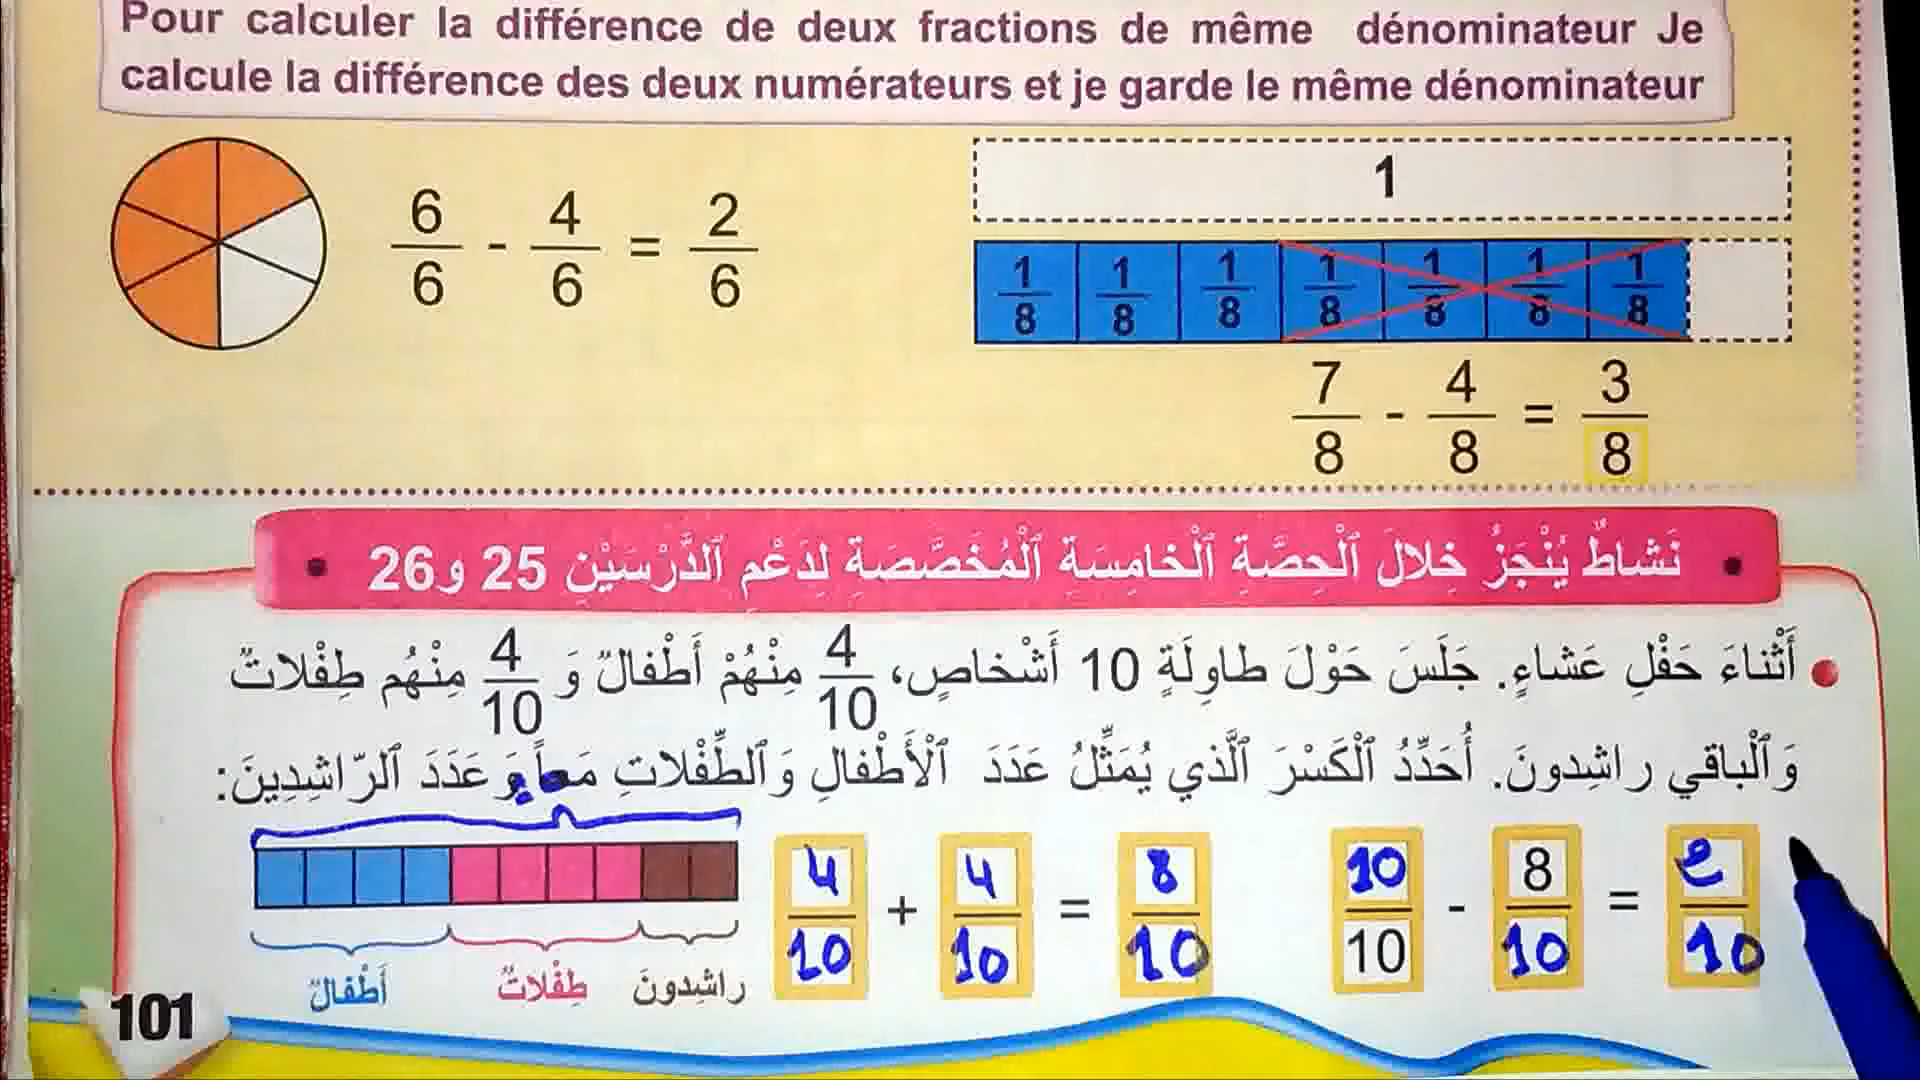 Pour calculer la différence de deux fractions de même dénominateur Je
calcule la différence des deux numérateurs et je garde le même dénominateur
6/6 - 4/6 = 2/6
1
1/8 1/8 1/8 1/8 1/8 1/8 1/8
7/8 - 4/8 = 3/8
• نَشاطٌ يُنْجَزُ خِلالَ ٱلْحِصَّةِ ٱلْخامِسَةِ ٱلْمُخَصَّصَةِ لِدَعْمِ ٱلدَّرْسَيْنِ 25 و26 •
أَثْناءَ حَفْلِ عَشاءٍ. جَلَسَ حَوْلَ طاوِلَةٍ 10 أَشْخاصٍ، 4/10 مِنْهُمْ أَطْفالٌ وَ 4/10 مِنْهُم طِفْلاتٌ
وَٱلْباقي راشِدونَ. أُحَدِّدُ ٱلْكَسْرَ ٱلَّذي يُمَثِّلُ عَدَدَ ٱلْأَطْفالِ وَٱلطِّفْلاتِ مَعاً وَ عَدَدَ ٱلرّاشِدِينَ:
4/10 + 4/10 = 8/10
10/10 - 8/10 = 2/10
أَطْفالٌ
طِفْلاتٌ
راشِدونَ
101